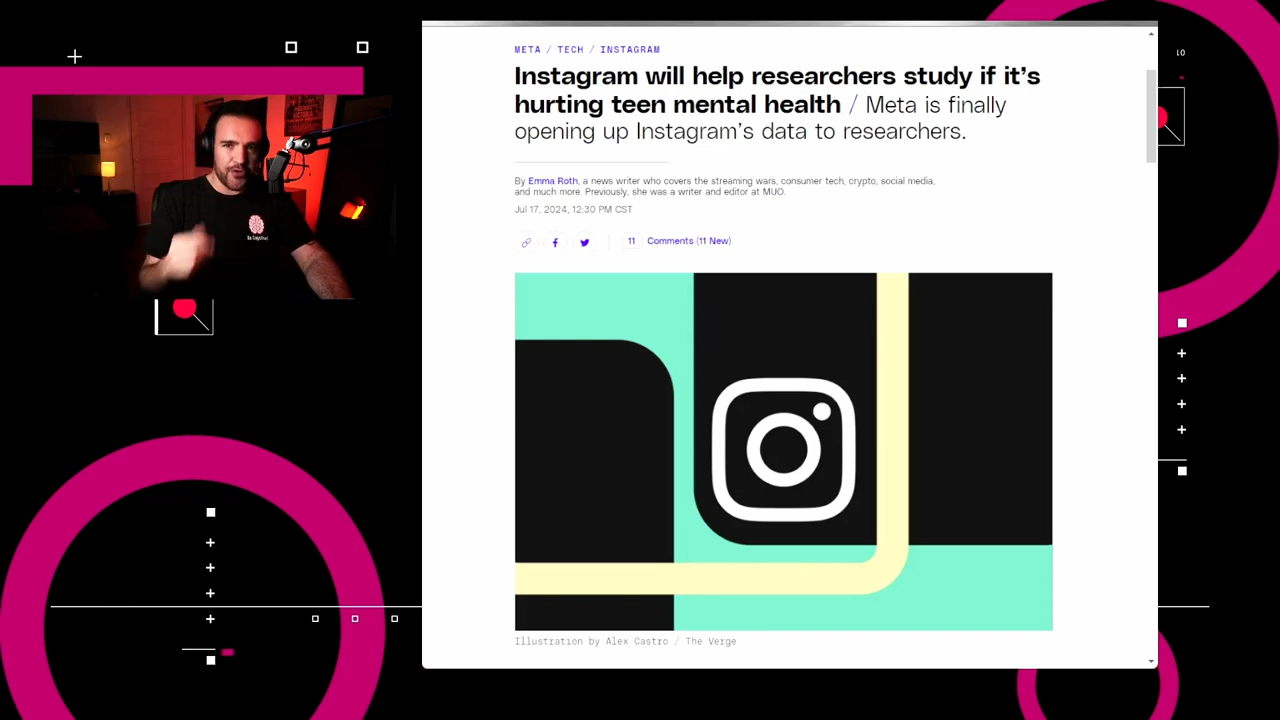 META / TECH / INSTAGRAM
Instagram will help researchers study if it's
hurting teen mental health / Meta is finally
opening up Instagram's data to researchers.
By Emma Roth, a news writer who covers the streaming wars, consumer tech, crypto, social media,
and much more. Previously, she was a writer and editor at MUO.
Jul 17, 2024, 12:30 PM CST
11 Comments (11 New)
Illustration by Alex Castro / The Verge